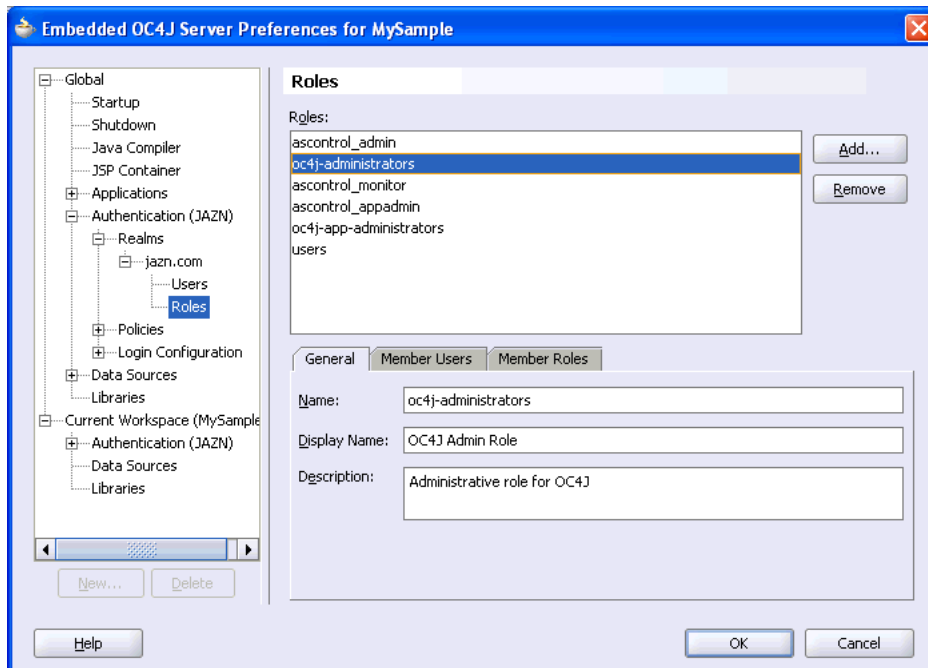 Embedded OC4J Server Preferences for MySample
Global
Startup
Shutdown
Java Compiler
JSP Container
Applications
Authentication (JAZN)
Realms
jazn.com
Users
Roles
Policies
Login Configuration
Data Sources
Libraries
Current Workspace (MySample
Authentication (JAZN)
Data Sources
Libraries
New...
Delete
Roles
Roles:
ascontrol_admin
oc4j-administrators
ascontrol_monitor
ascontrol_appadmin
oc4j-app-administrators
users
Add...
Remove
General Member Users Member Roles
Name: oc4j-administrators
Display Name: OC4J Admin Role
Description: Administrative role for OC4J
Help
OK
Cancel